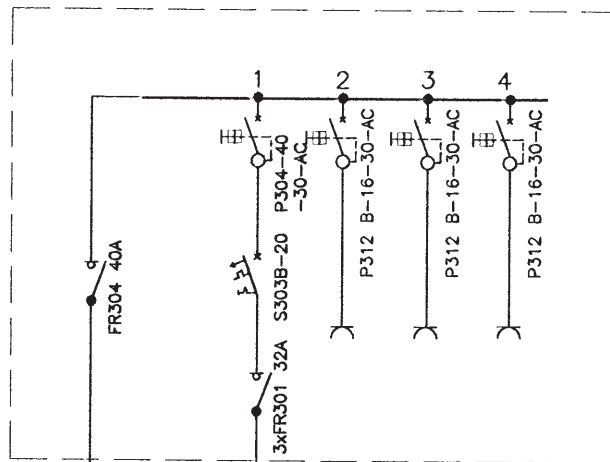 1 2 3 4
P304-40
-30-AC
P312 B-16-30-AC
P312 B-16-30-AC
P312 B-16-30-AC
FR304 40A
S303B-20
3xFR301 32A